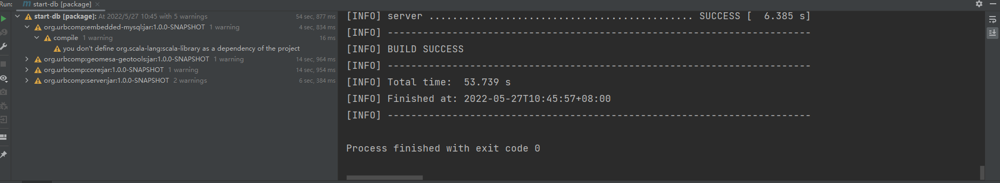 Run: start-db [package]
start-db [package]: At 2022/5/27 10:45 with 5 warnings 54 sec, 877 ms
org.urbcomp:embedded-mysql:jar:1.0.0-SNAPSHOT 1 warning 4 sec, 834 ms
compile 1 warning 16 ms
you don't define org.scala-lang:scala-library as a dependency of the project
org.urbcomp:geomesa-geotools:jar:1.0.0-SNAPSHOT 1 warning 14 sec, 964 ms
org.urbcomp:core:jar:1.0.0-SNAPSHOT 1 warning 14 sec, 954 ms
org.urbcomp:server:jar:1.0.0-SNAPSHOT 2 warnings 6 sec, 384 ms
[INFO] server ............................................. SUCCESS [  6.385 s]
[INFO] ------------------------------------------------------------------------
[INFO] BUILD SUCCESS
[INFO] ------------------------------------------------------------------------
[INFO] Total time:  53.739 s
[INFO] Finished at: 2022-05-27T10:45:57+08:00
[INFO] ------------------------------------------------------------------------
Process finished with exit code 0